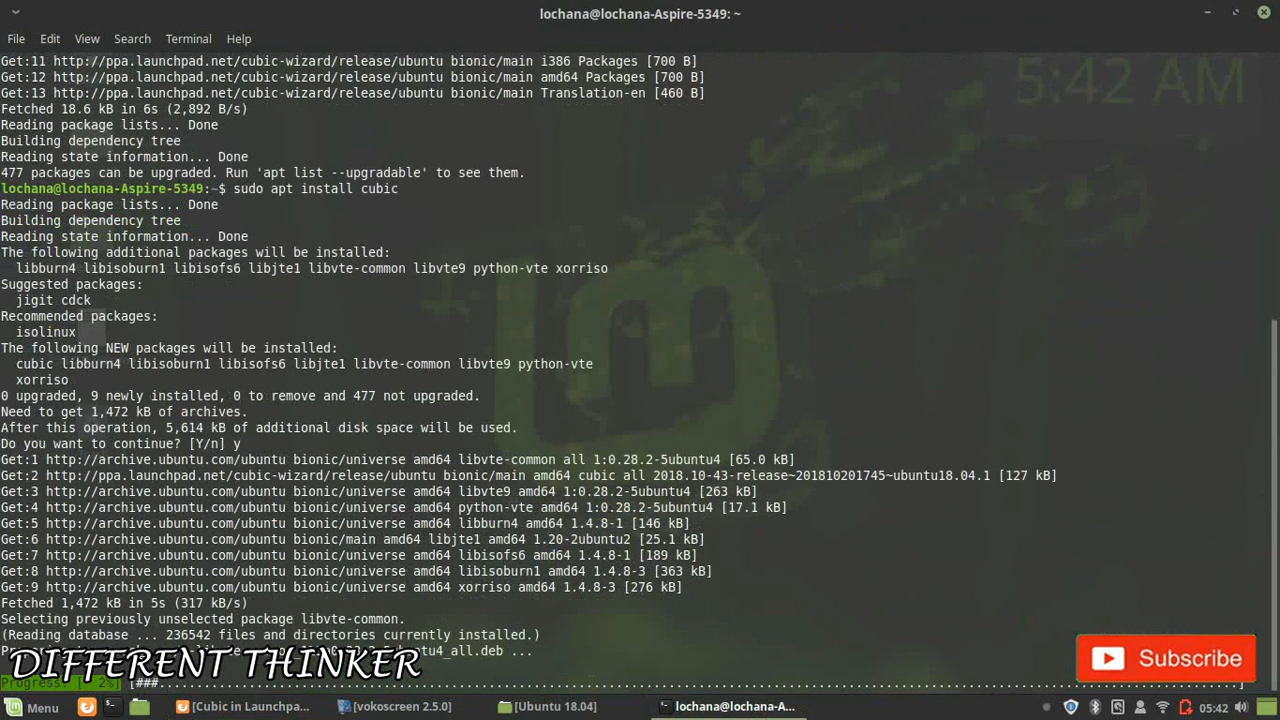 lochana@lochana-Aspire-5349: ~
File Edit View Search Terminal Help
5:42 AM
Get:11 http://ppa.launchpad.net/cubic-wizard/release/ubuntu bionic/main i386 Packages [700 B]
Get:12 http://ppa.launchpad.net/cubic-wizard/release/ubuntu bionic/main amd64 Packages [700 B]
Get:13 http://ppa.launchpad.net/cubic-wizard/release/ubuntu bionic/main Translation-en [460 B]
Fetched 18.6 kB in 6s (2,892 B/s)
Reading package lists... Done
Building dependency tree
Reading state information... Done
477 packages can be upgraded. Run 'apt list --upgradable' to see them.
lochana@lochana-Aspire-5349:~$ sudo apt install cubic
Reading package lists... Done
Building dependency tree
Reading state information... Done
The following additional packages will be installed:
libburn4 libisoburn1 libisofs6 libjte1 libvte-common libvte9 python-vte xorriso
Suggested packages:
jigit cdck
Recommended packages:
isolinux
The following NEW packages will be installed:
cubic libburn4 libisoburn1 libisofs6 libjte1 libvte-common libvte9 python-vte
xorriso
0 upgraded, 9 newly installed, 0 to remove and 477 not upgraded.
Need to get 1,472 kB of archives.
After this operation, 5,614 kB of additional disk space will be used.
Do you want to continue? [Y/n] y
Get:1 http://archive.ubuntu.com/ubuntu bionic/universe amd64 libvte-common all 1:0.28.2-5ubuntu4 [65.0 kB]
Get:2 http://ppa.launchpad.net/cubic-wizard/release/ubuntu bionic/main amd64 cubic all 2018.10-43-release~201810201745~ubuntu18.04.1 [127 kB]
Get:3 http://archive.ubuntu.com/ubuntu bionic/universe amd64 libvte9 amd64 1:0.28.2-5ubuntu4 [263 kB]
Get:4 http://archive.ubuntu.com/ubuntu bionic/universe amd64 python-vte amd64 1:0.28.2-5ubuntu4 [17.1 kB]
Get:5 http://archive.ubuntu.com/ubuntu bionic/universe amd64 libburn4 amd64 1.4.8-1 [146 kB]
Get:6 http://archive.ubuntu.com/ubuntu bionic/main amd64 libjte1 amd64 1.20-2ubuntu2 [25.1 kB]
Get:7 http://archive.ubuntu.com/ubuntu bionic/universe amd64 libisofs6 amd64 1.4.8-1 [189 kB]
Get:8 http://archive.ubuntu.com/ubuntu bionic/universe amd64 libisoburn1 amd64 1.4.8-3 [363 kB]
Get:9 http://archive.ubuntu.com/ubuntu bionic/universe amd64 xorriso amd64 1.4.8-3 [276 kB]
Fetched 1,472 kB in 5s (317 kB/s)
Selecting previously unselected package libvte-common.
(Reading database ... 236542 files and directories currently installed.)
DIFFERENT THINKER
Subscribe
Progress: [ 2%]
Menu [Cubic in Launchpa... [vokoscreen 2.5.0] [Ubuntu 18.04] lochana@lochana-A... 05:42